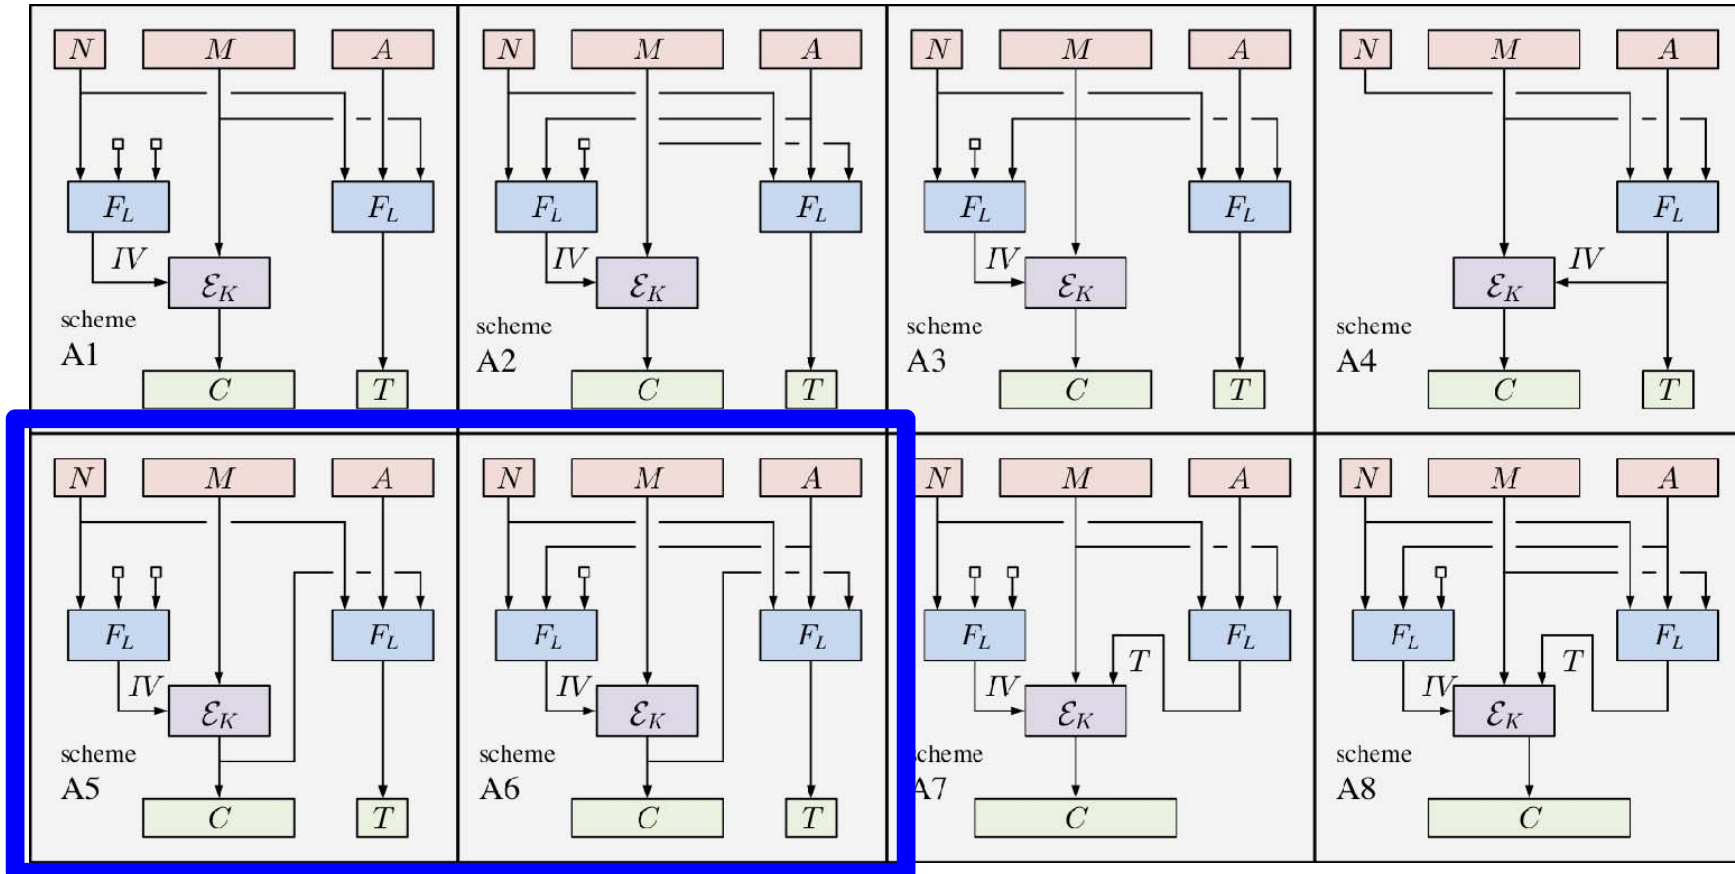 N M A N M A N M A N M A
F_L F_L F_L F_L F_L F_L F_L
IV IV IV IV
ℰ_K ℰ_K ℰ_K ℰ_K
scheme scheme scheme scheme
A1 A2 A3 A4
C T C T C T C T
N M A N M A N M A N M A
F_L F_L F_L F_L F_L F_L F_L F_L
T T
IV IV IV IV
ℰ_K ℰ_K ℰ_K ℰ_K
scheme scheme scheme scheme
A5 A6 A7 A8
C T C T C C